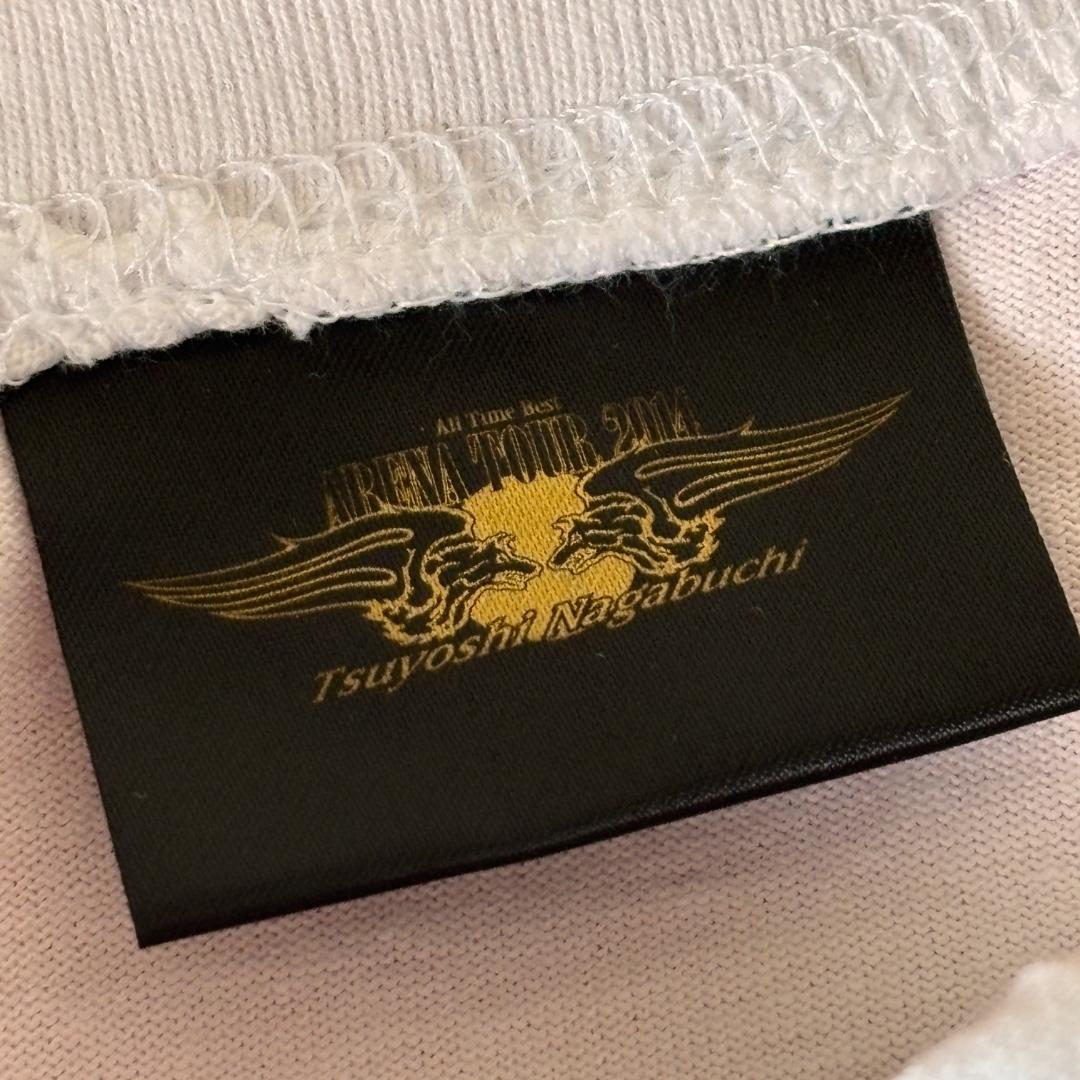 All Time Best
ARENA TOUR 2014
Tsuyoshi Nagabuchi